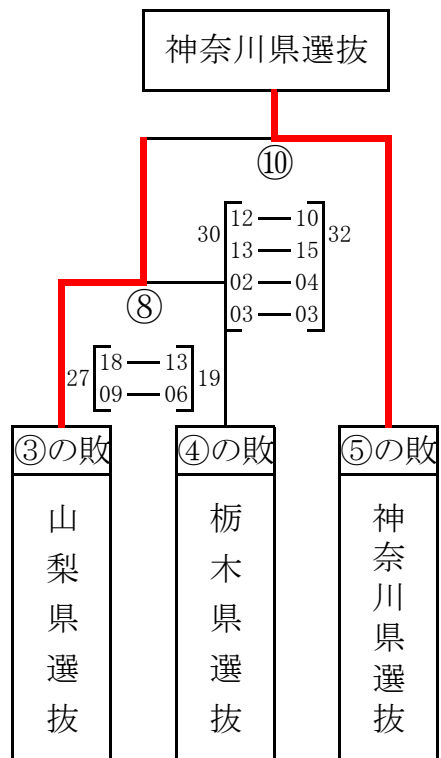 神奈川県選抜
⑩
30 12 — 10 32
13 — 15
02 — 04
03 — 03
⑧
27 18 — 13 19
09 — 06
③の敗 ④の敗 ⑤の敗
山梨県選抜
栃木県選抜
神奈川県選抜